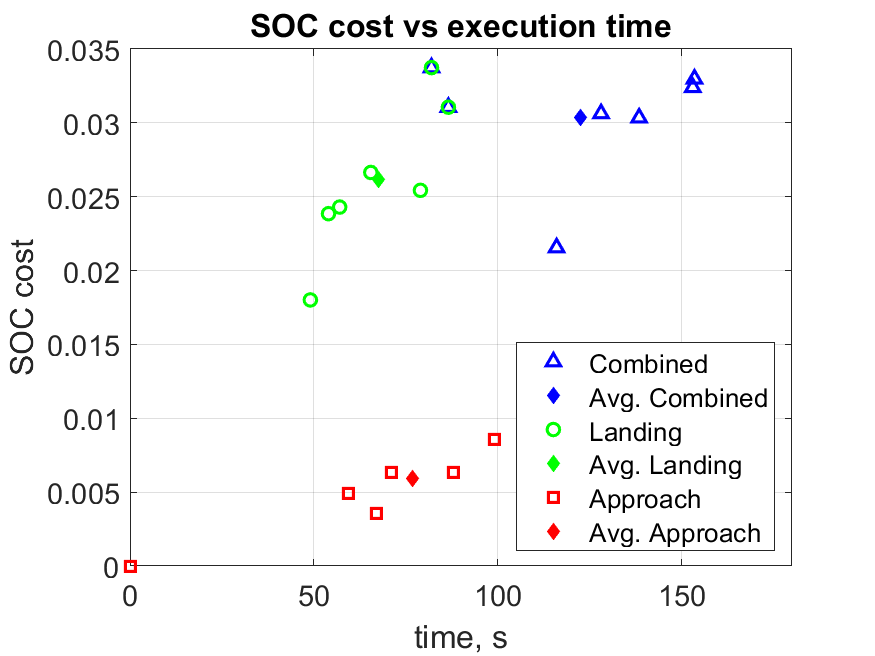 SOC cost vs execution time
0.035
0.03
0.025
0.02
0.015
0.01
0.005
0
SOC cost
0
50
100
150
time, s
Combined
Avg. Combined
Landing
Avg. Landing
Approach
Avg. Approach